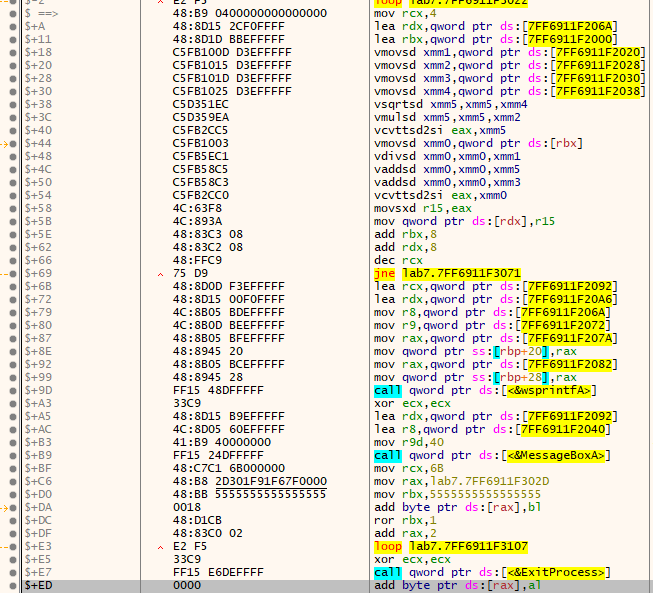 $-2 E2 F5 loop lab7.7FF6911F3022
$ ==> 48:B9 0400000000000000 mov rcx,4
$+A 48:8D15 2CF0FFFF lea rdx,qword ptr ds:[7FF6911F206A]
$+11 48:8D1D BBEFFFFF lea rbx,qword ptr ds:[7FF6911F2000]
$+18 C5FB100D D3EFFFFF vmovsd xmm1,qword ptr ds:[7FF6911F2020]
$+20 C5FB1015 D3EFFFFF vmovsd xmm2,qword ptr ds:[7FF6911F2028]
$+28 C5FB101D D3EFFFFF vmovsd xmm3,qword ptr ds:[7FF6911F2030]
$+30 C5FB1025 D3EFFFFF vmovsd xmm4,qword ptr ds:[7FF6911F2038]
$+38 C5D351EC vsqrtsd xmm5,xmm5,xmm4
$+3C C5D359EA vmulsd xmm5,xmm5,xmm2
$+40 C5FB2CC5 vcvttsd2si eax,xmm5
$+44 C5FB1003 vmovsd xmm0,qword ptr ds:[rbx]
$+48 C5FB5EC1 vdivsd xmm0,xmm0,xmm1
$+4C C5FB58C5 vaddsd xmm0,xmm0,xmm5
$+50 C5FB58C3 vaddsd xmm0,xmm0,xmm3
$+54 C5FB2CC0 vcvttsd2si eax,xmm0
$+58 4C:63F8 movsxd r15,eax
$+5B 4C:893A mov qword ptr ds:[rdx],r15
$+5E 48:83C3 08 add rbx,8
$+62 48:83C2 08 add rdx,8
$+66 48:FFC9 dec rcx
$+69 75 D9 jne lab7.7FF6911F3071
$+6B 48:8D0D F3EFFFFF lea rcx,qword ptr ds:[7FF6911F2092]
$+72 48:8D15 00F0FFFF lea rdx,qword ptr ds:[7FF6911F20A6]
$+79 4C:8B05 BDEFFFFF mov r8,qword ptr ds:[7FF6911F206A]
$+80 4C:8B0D BEEFFFFF mov r9,qword ptr ds:[7FF6911F2072]
$+87 48:8B05 BFEFFFFF mov rax,qword ptr ds:[7FF6911F207A]
$+8E 48:8945 20 mov qword ptr ss:[rbp+20],rax
$+92 48:8B05 BCEFFFFF mov rax,qword ptr ds:[7FF6911F2082]
$+99 48:8945 28 mov qword ptr ss:[rbp+28],rax
$+9D FF15 48DFFFFF call qword ptr ds:[<&wsprintfA>]
$+A3 33C9 xor ecx,ecx
$+A5 48:8D15 B9EFFFFF lea rdx,qword ptr ds:[7FF6911F2092]
$+AC 4C:8D05 60EFFFFF lea r8,qword ptr ds:[7FF6911F2040]
$+B3 41:B9 40000000 mov r9d,40
$+B9 FF15 24DFFFFF call qword ptr ds:[<&MessageBoxA>]
$+BF 48:C7C1 6B000000 mov rcx,6B
$+C6 48:B8 2D301F91F67F0000 mov rax,lab7.7FF6911F302D
$+D0 48:BB 5555555555555555 mov rbx,5555555555555555
$+DA 0018 add byte ptr ds:[rax],bl
$+DC 48:D1CB ror rbx,1
$+DF 48:83C0 02 add rax,2
$+E3 E2 F5 loop lab7.7FF6911F3107
$+E5 33C9 xor ecx,ecx
$+E7 FF15 E6DEFFFF call qword ptr ds:[<&ExitProcess>]
$+ED 0000 add byte ptr ds:[rax],al